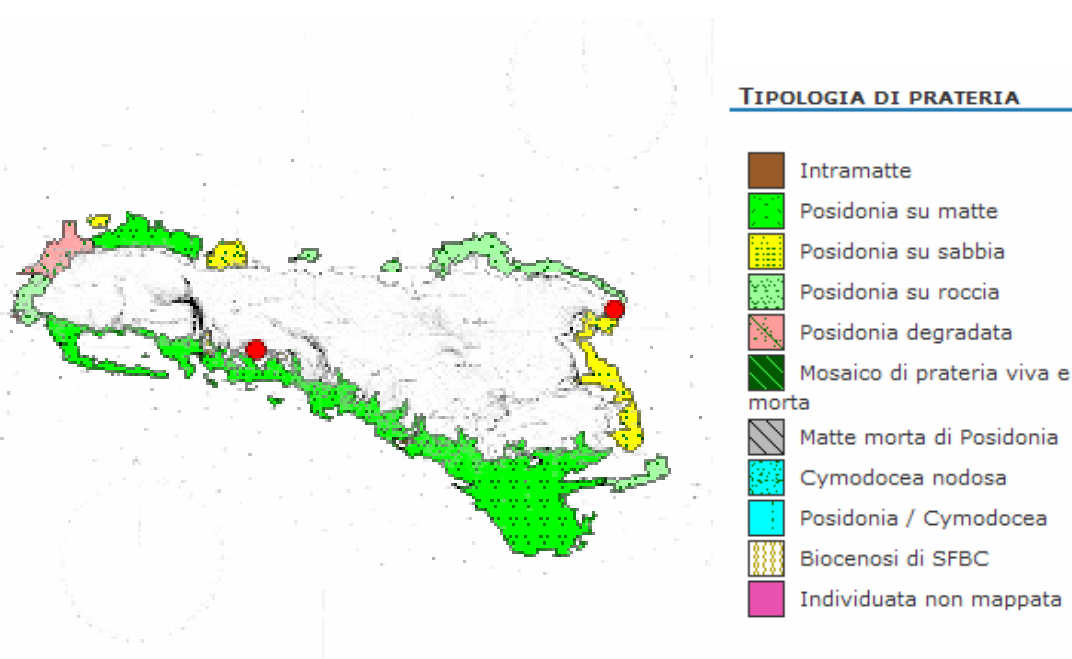 TIPOLOGIA DI PRATERIA
Intramatte
Posidonia su matte
Posidonia su sabbia
Posidonia su roccia
Posidonia degradata
Mosaico di prateria viva e
morta
Matte morta di Posidonia
Cymodocea nodosa
Posidonia / Cymodocea
Biocenosi di SFBC
Individuata non mappata